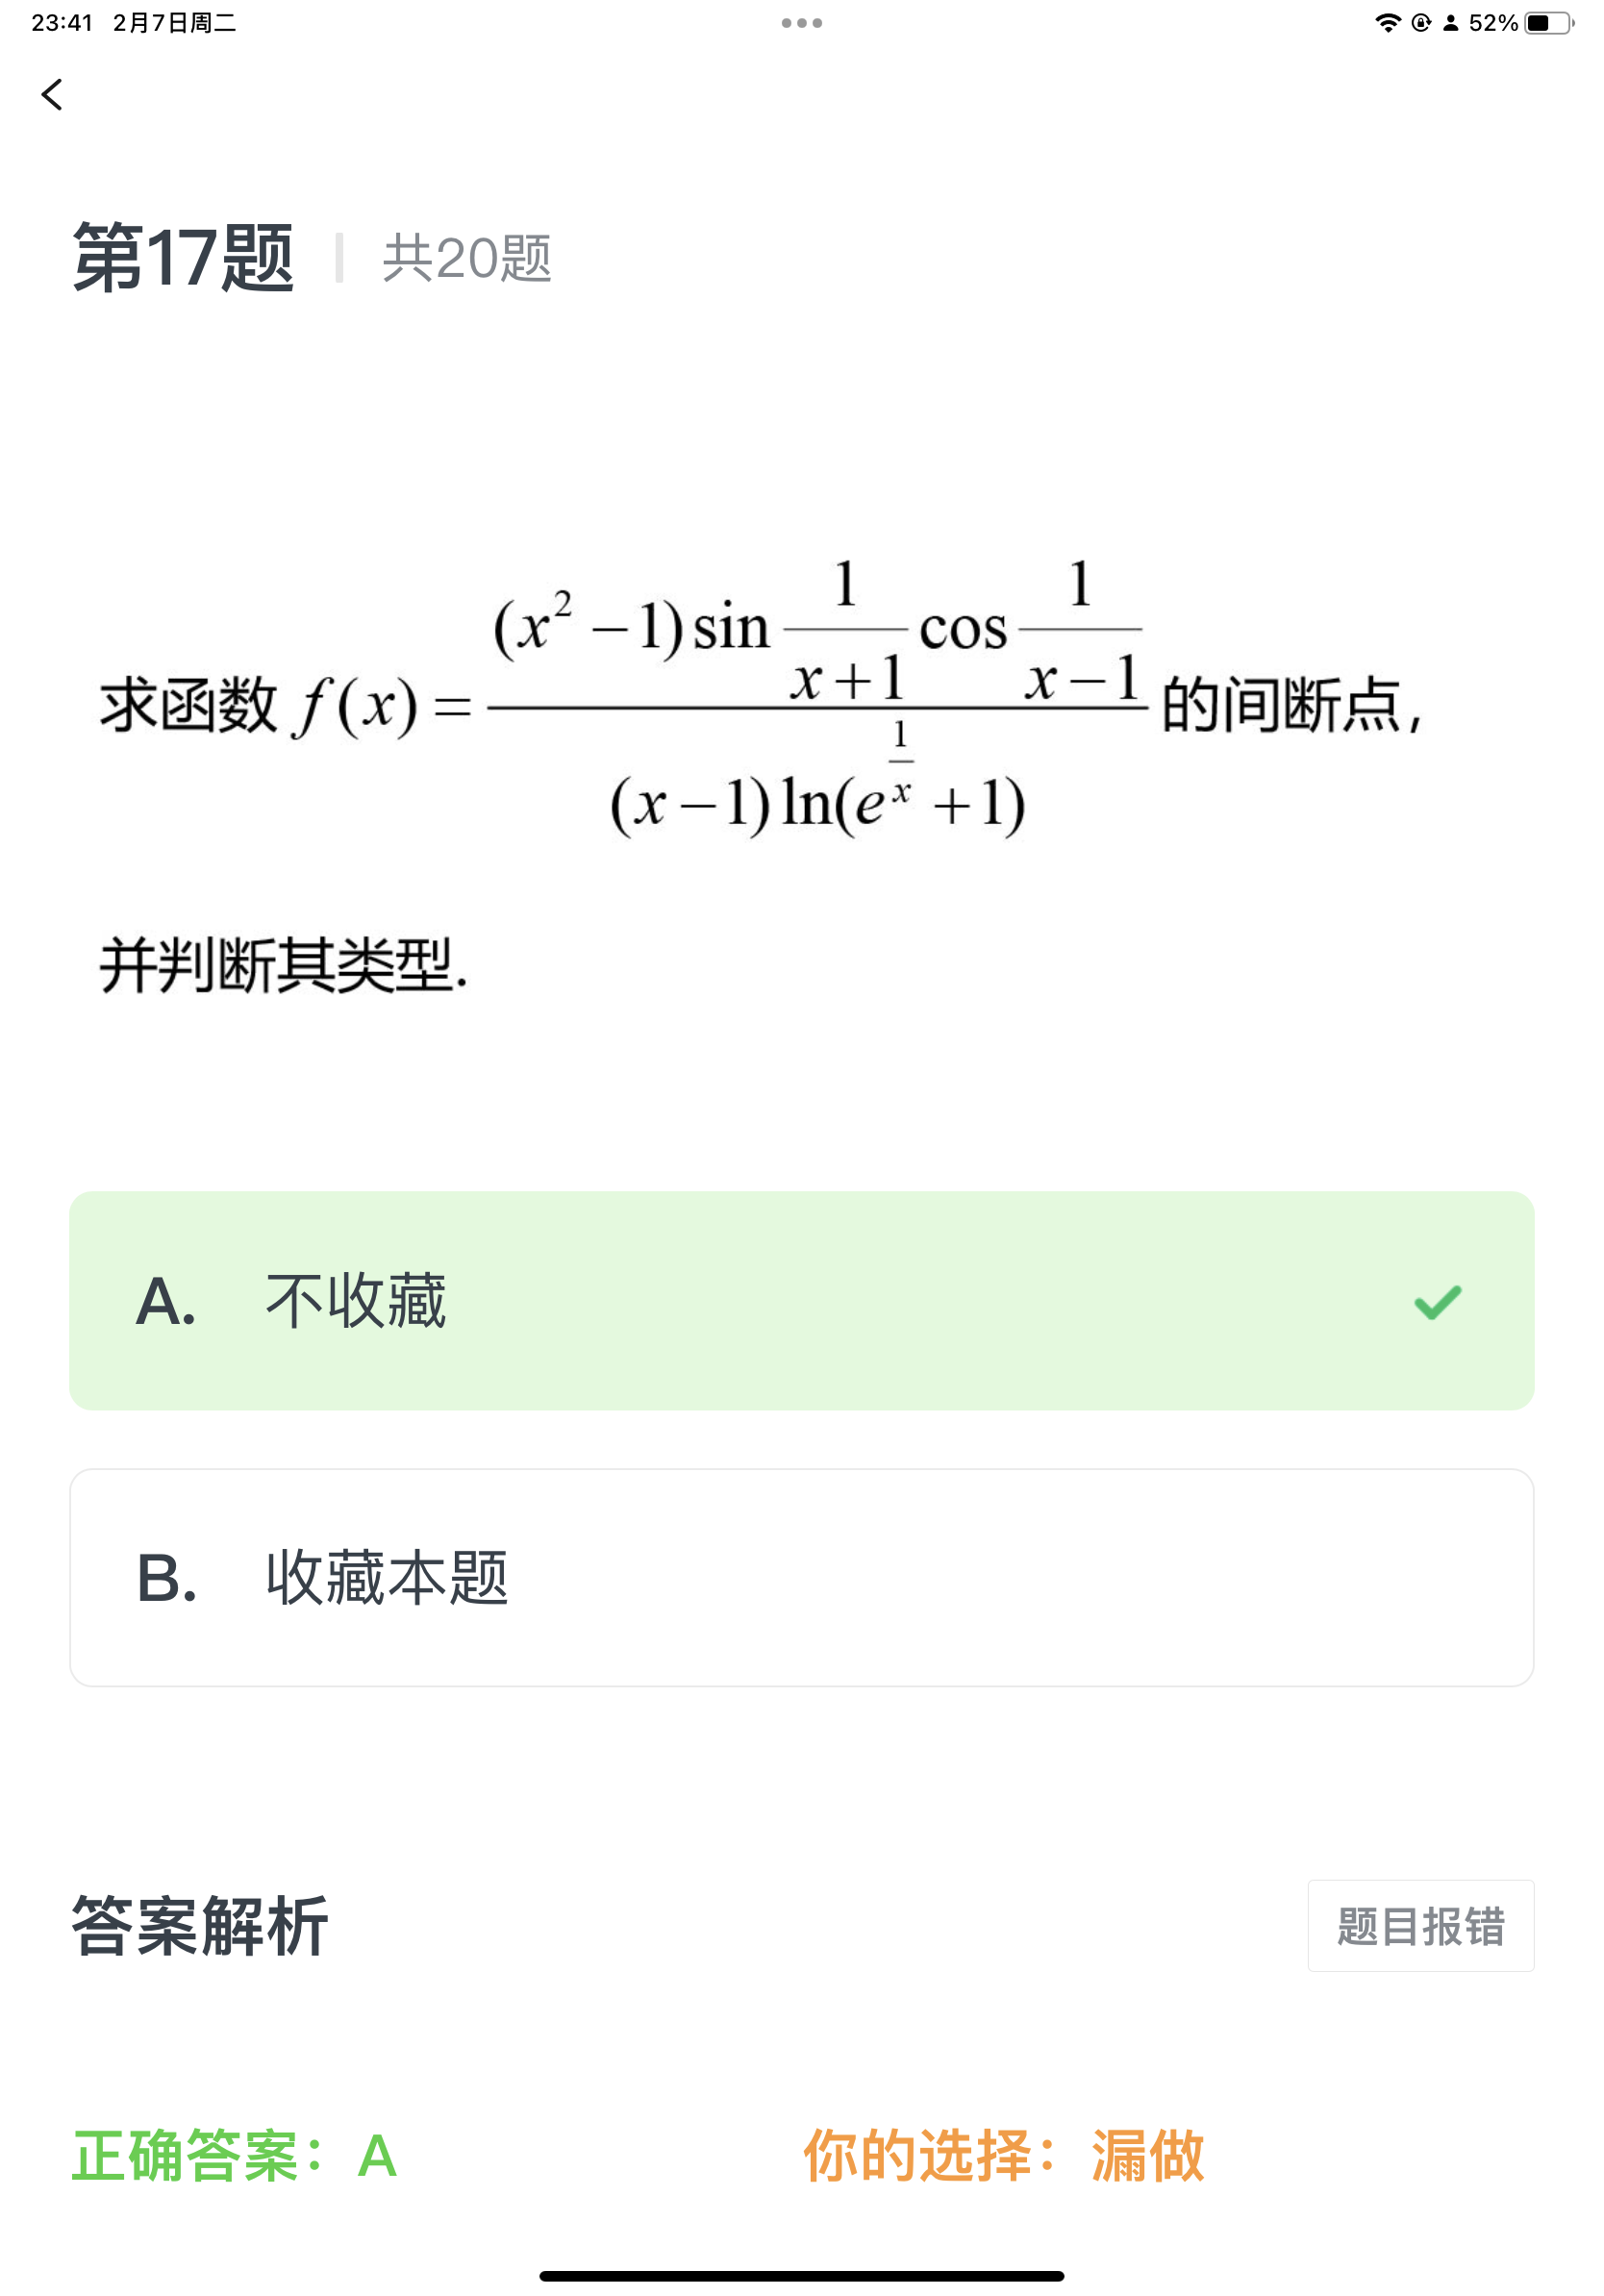 23:41 2月7日周二
52%
第17题 共20题
求函数 f(x) = \frac{(x^2-1)\sin\frac{1}{x+1}\cos\frac{1}{x-1}}{(x-1)\ln(e^{\frac{1}{x}}+1)} 的间断点,
并判断其类型.
A. 不收藏
B. 收藏本题
答案解析 题目报错
正确答案：A 你的选择：漏做